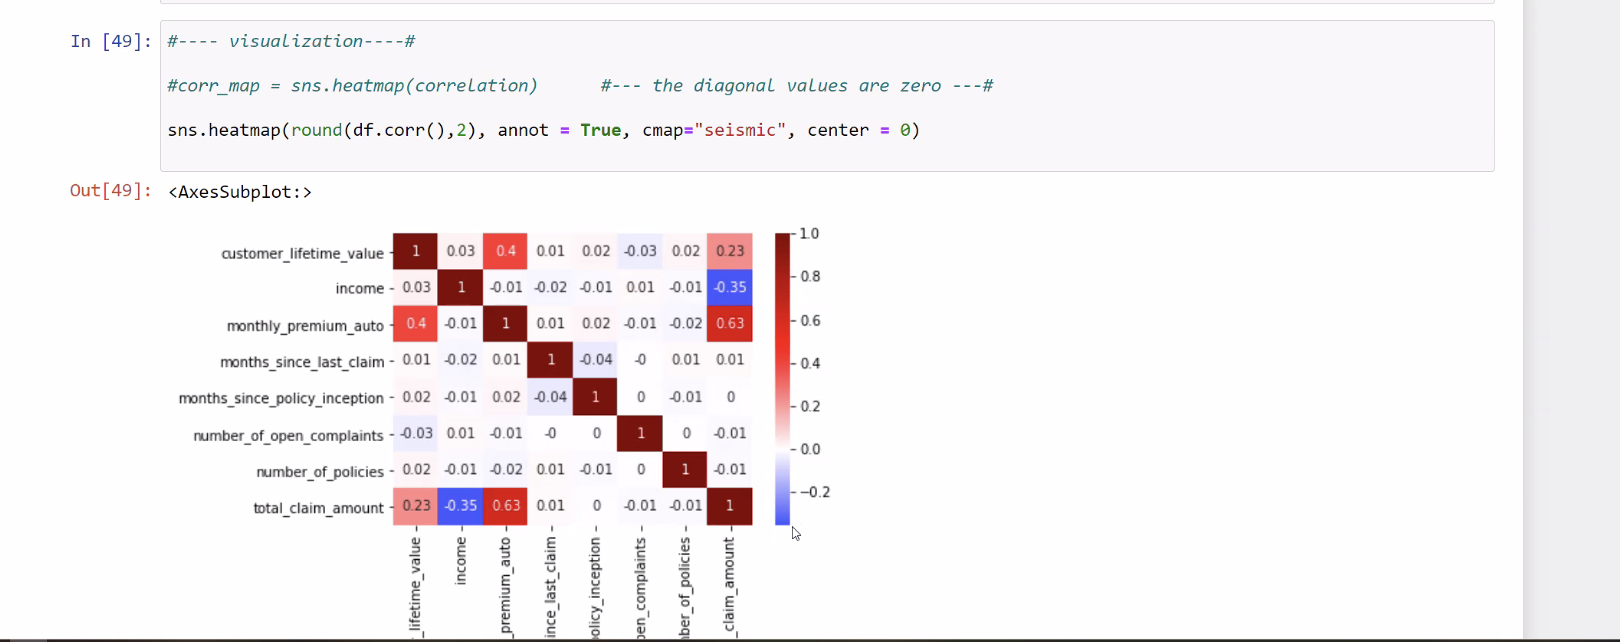 In [49]: #---- visualization----#
#corr_map = sns.heatmap(correlation)      #--- the diagonal values are zero ---#
sns.heatmap(round(df.corr(),2), annot = True, cmap="seismic", center = 0)
Out[49]: <AxesSubplot:>
customer_lifetime_value 1 0.03 0.4 0.01 0.02 -0.03 0.02 0.23
income 0.03 1 -0.01 -0.02 -0.01 0.01 -0.01 -0.35
monthly_premium_auto 0.4 -0.01 1 0.01 0.02 -0.01 -0.02 0.63
months_since_last_claim 0.01 -0.02 0.01 1 -0.04 -0 0.01 0.01
months_since_policy_inception 0.02 -0.01 0.02 -0.04 1 0 -0.01 0
number_of_open_complaints -0.03 0.01 -0.01 -0 0 1 0 -0.01
number_of_policies 0.02 -0.01 -0.02 0.01 -0.01 0 1 -0.01
total_claim_amount 0.23 -0.35 0.63 0.01 0 -0.01 -0.01 1
1.0
0.8
0.6
0.4
0.2
0.0
−0.2
_lifetime_value
income
_premium_auto
ince_last_claim
policy_inception
pen_complaints
ber_of_policies
_claim_amount